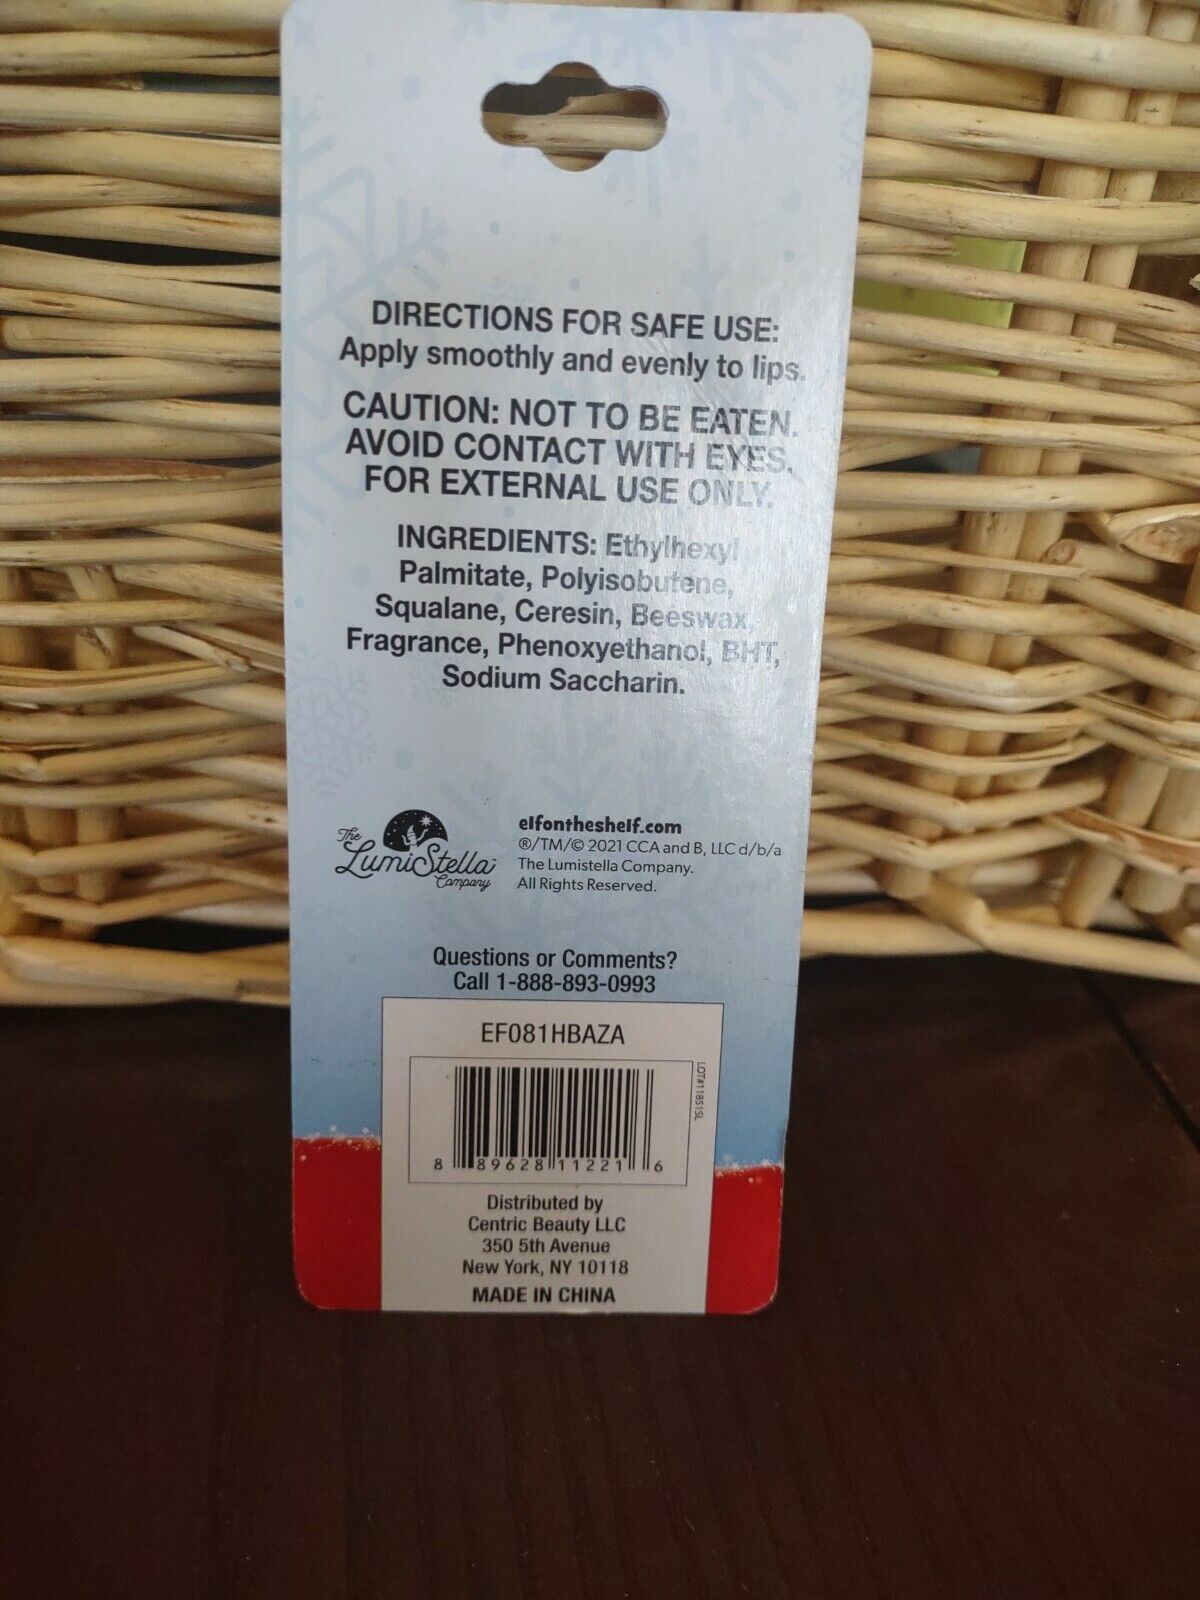 DIRECTIONS FOR SAFE USE:
Apply smoothly and evenly to lips.
CAUTION: NOT TO BE EATEN.
AVOID CONTACT WITH EYES.
FOR EXTERNAL USE ONLY.
INGREDIENTS: Ethylhexyl
Palmitate, Polyisobutene,
Squalane, Ceresin, Beeswax,
Fragrance, Phenoxyethanol, BHT,
Sodium Saccharin.
The
LumiStella
Company
elfontheshelf.com
®/TM/© 2021 CCA and B, LLC d/b/a
The Lumistella Company.
All Rights Reserved.
Questions or Comments?
Call 1-888-893-0993
EF081HBAZA
LOT#11851SL
8 89628 11221 6
Distributed by
Centric Beauty LLC
350 5th Avenue
New York, NY 10118
MADE IN CHINA